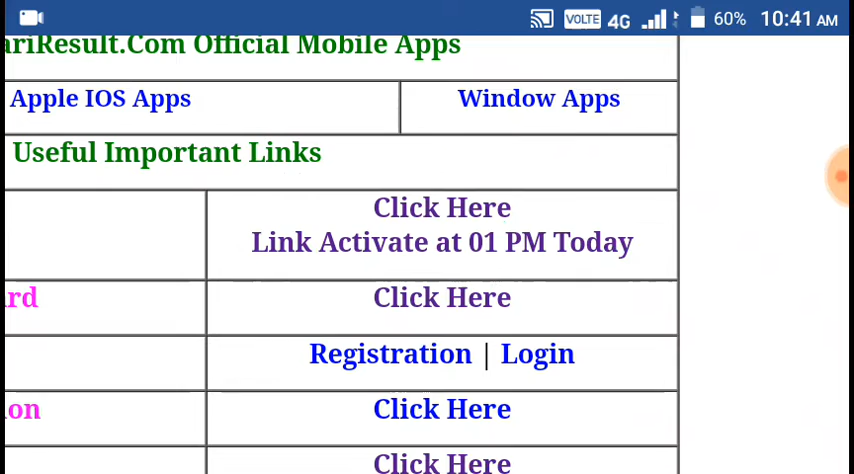 VOLTE 4G 60% 10:41 AM
ariResult.Com Official Mobile Apps
Apple IOS Apps Window Apps
Useful Important Links
Click Here
Link Activate at 01 PM Today
rd Click Here
Registration | Login
on Click Here
Click Here